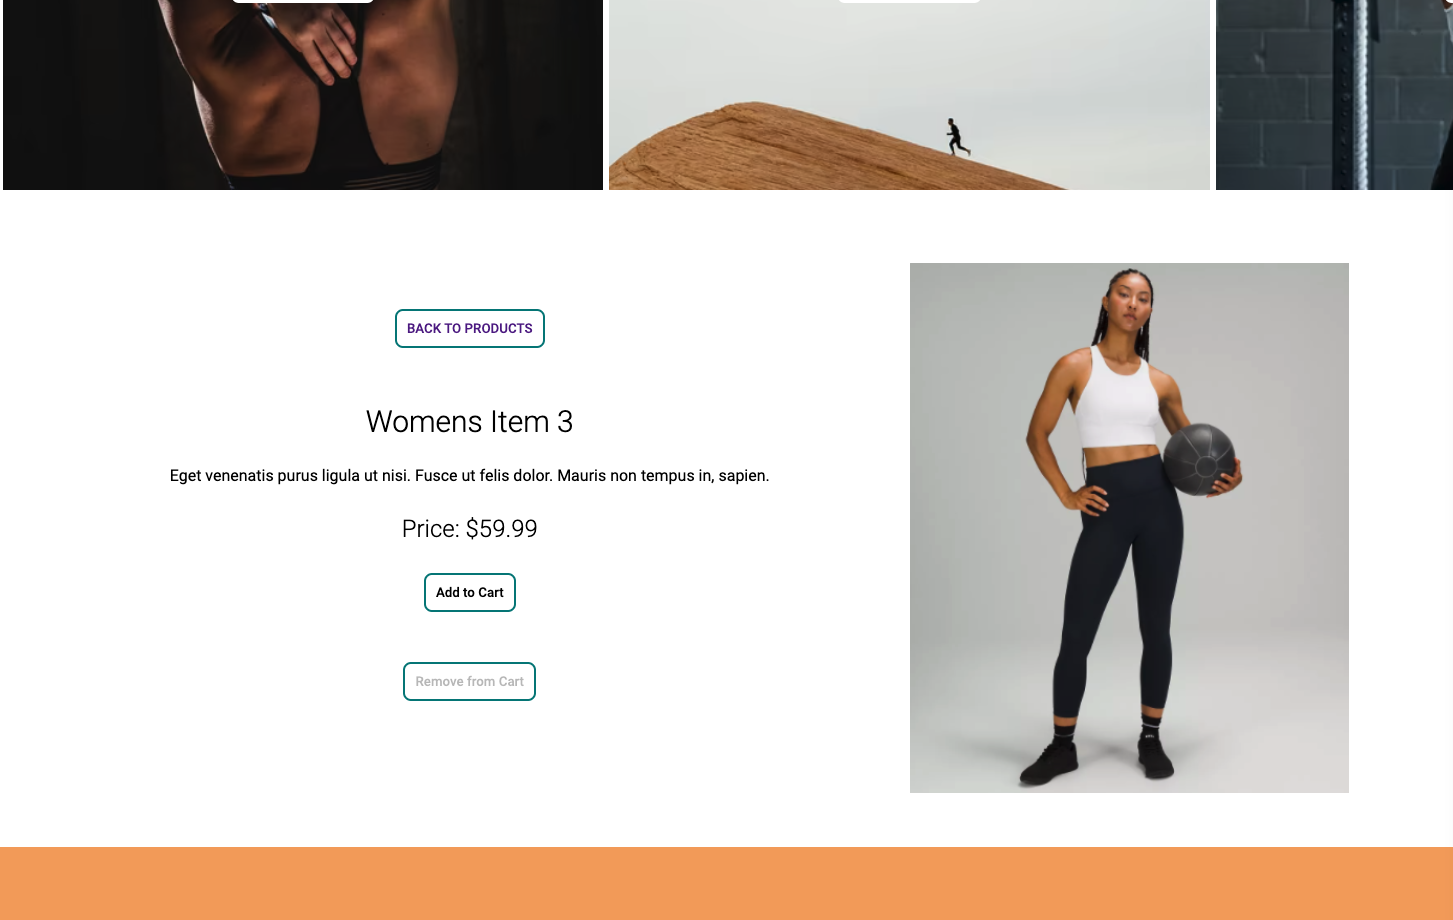 BACK TO PRODUCTS
Womens Item 3
Eget venenatis purus ligula ut nisi. Fusce ut felis dolor. Mauris non tempus in, sapien.
Price: $59.99
Add to Cart
Remove from Cart